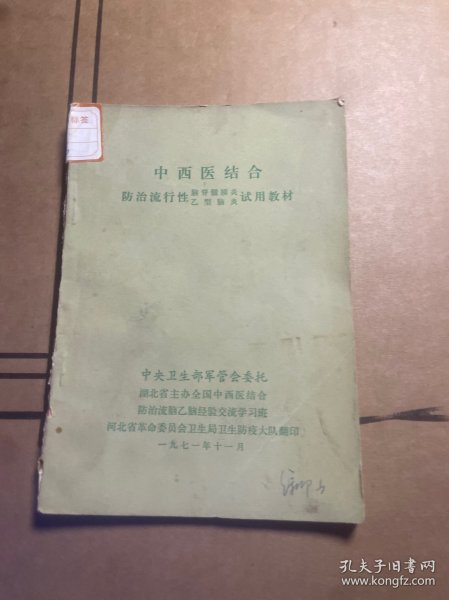 标签
中西医结合
防治流行性脑脊髓膜炎乙型脑炎试用教材
中央卫生部军管会委托
湖北省主办全国中西医结合
防治流脑乙脑经验交流学习班
河北省革命委员会卫生局卫生防疫大队翻印
一九七一年十一月
孔夫子旧书网
www.kongfz.com